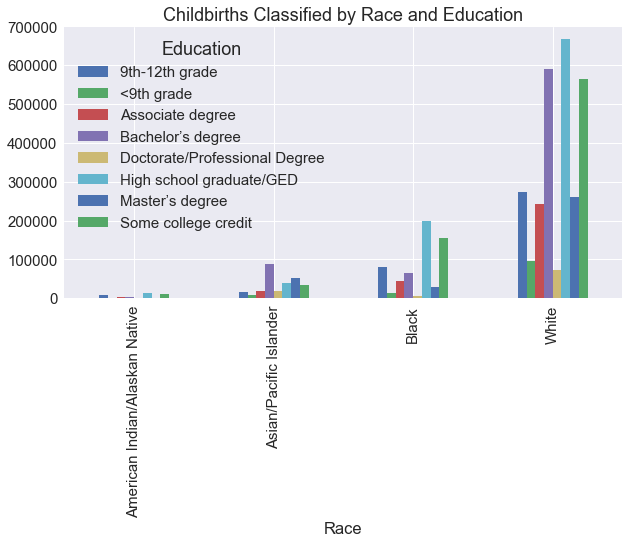 Childbirths Classified by Race and Education
700000
600000
500000
400000
300000
200000
100000
0
Education
9th-12th grade
<9th grade
Associate degree
Bachelor's degree
Doctorate/Professional Degree
High school graduate/GED
Master's degree
Some college credit
American Indian/Alaskan Native
Asian/Pacific Islander
Black
White
Race